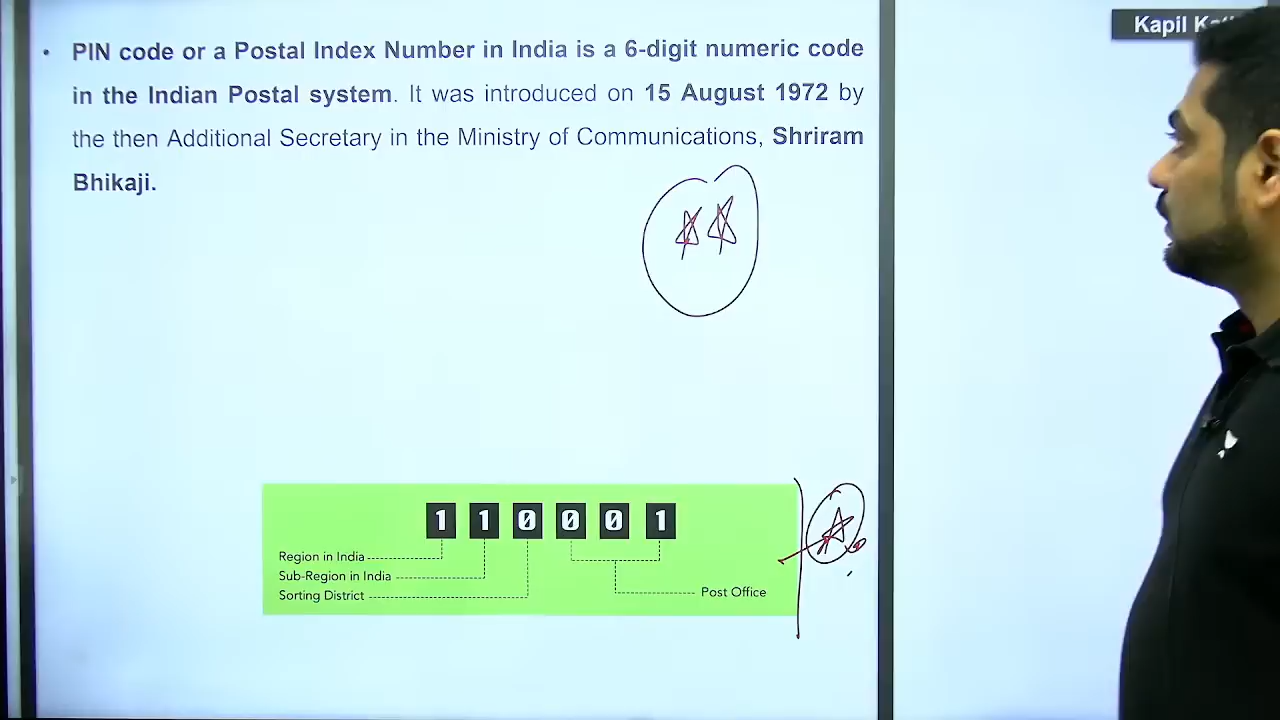 Kapil
• PIN code or a Postal Index Number in India is a 6-digit numeric code
in the Indian Postal system. It was introduced on 15 August 1972 by
the then Additional Secretary in the Ministry of Communications, Shriram
Bhikaji.
1 1 0 0 0 1
Region in India
Sub-Region in India
Sorting District
Post Office